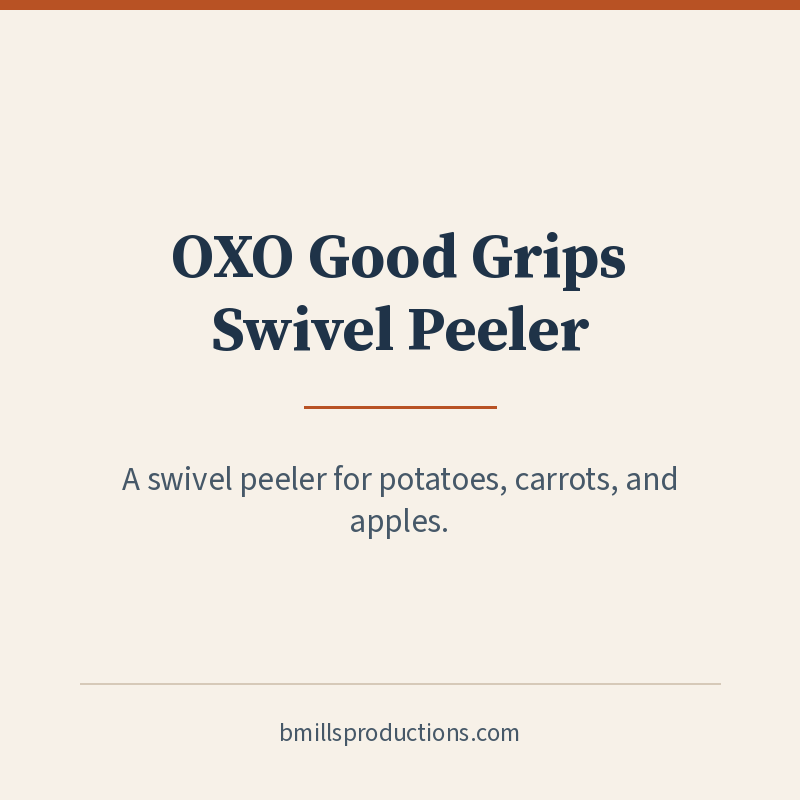 OXO Good Grips
Swivel Peeler
A swivel peeler for potatoes, carrots, and
apples.
bmillsproductions.com